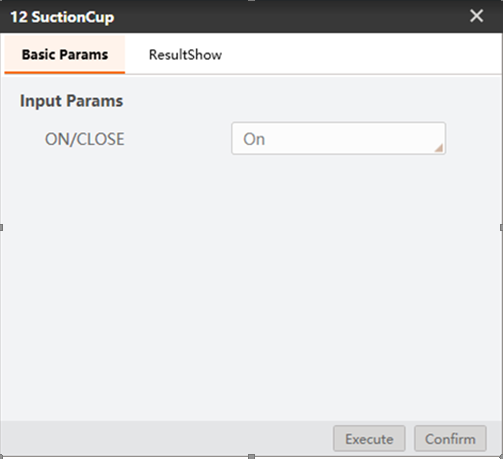 12 SuctionCup
Basic Params ResultShow
Input Params
ON/CLOSE On
Execute Confirm